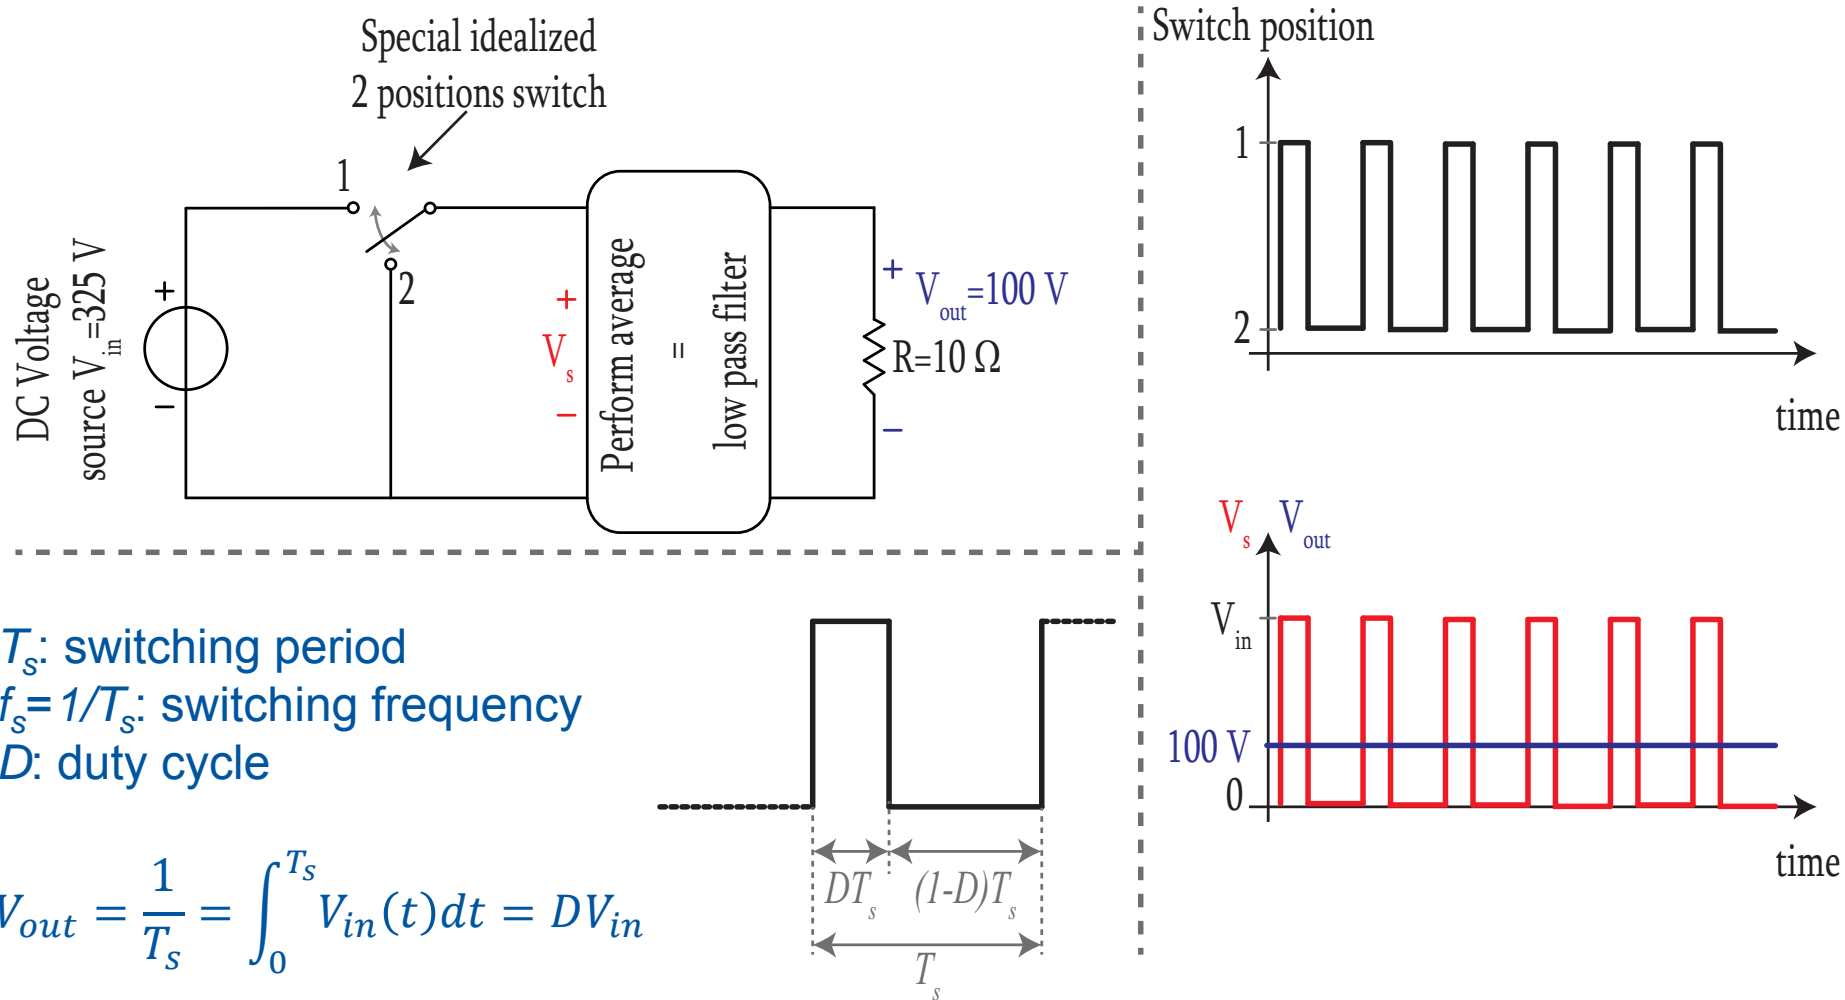 Special idealized
2 positions switch
1
2
DC Voltage
source V_in=325 V
+
−
+
V_s
−
Perform average
=
low pass filter
+
V_out=100 V
R=10 Ω
−
Switch position
1
2
time
V_s V_out
V_in
100 V
0
time
T_s: switching period
f_s=1/T_s: switching frequency
D: duty cycle
V_out = 1/T_s = ∫_0^{T_s} V_in(t)dt = DV_in
DT_s (1-D)T_s
T_s